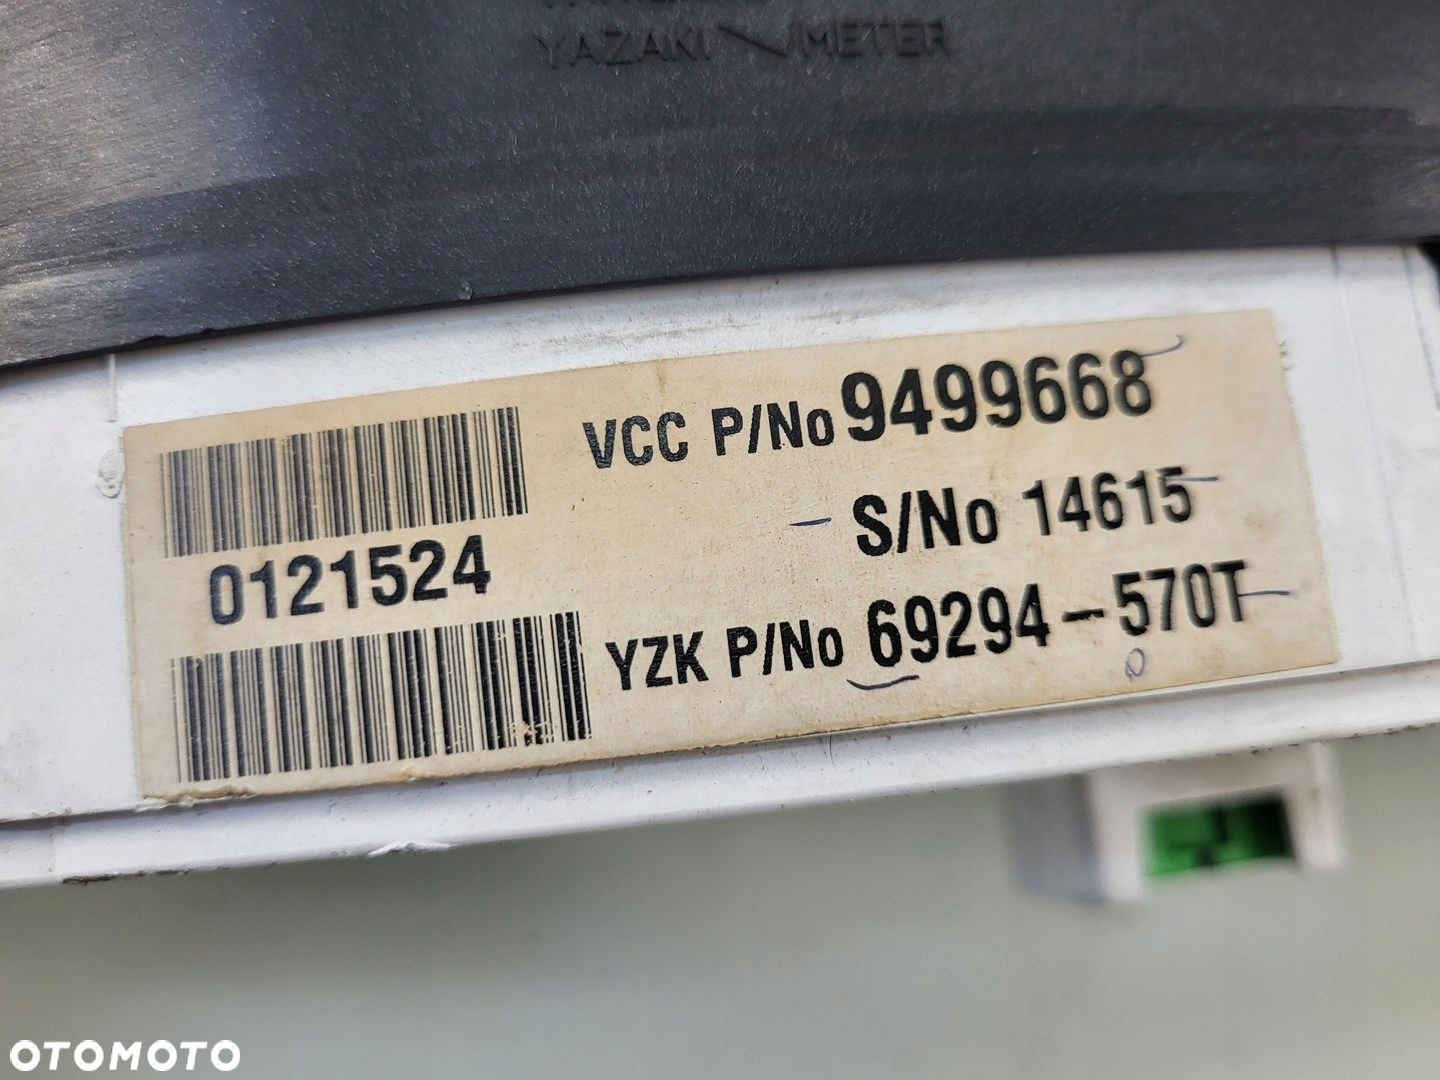 YAZAKI METER
VCC P/No 9499668
S/No 14615
0121524
YZK P/No 69294-570T
OTOMOTO